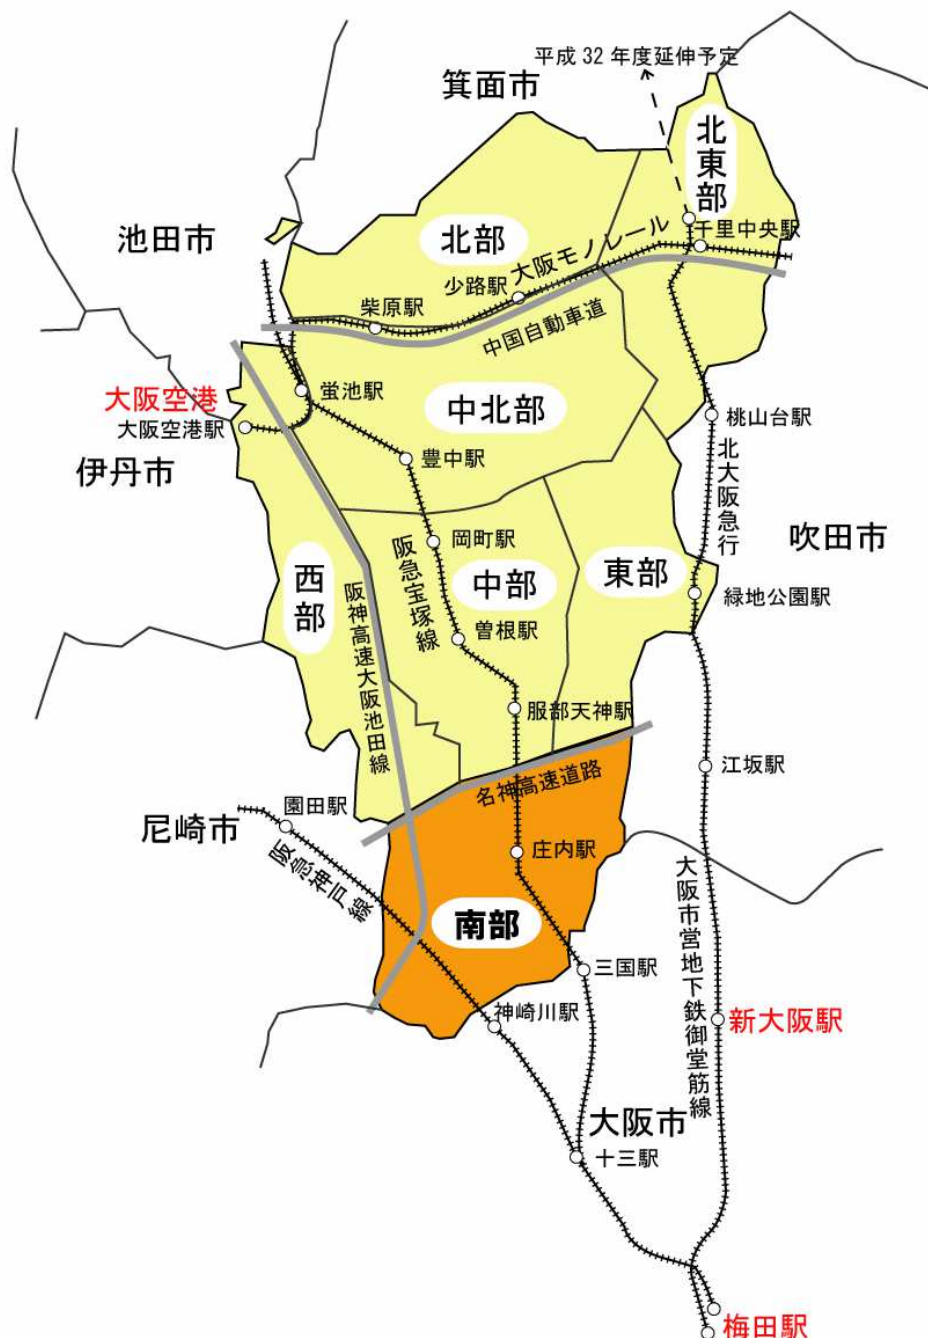 平成 32 年度延伸予定
箕面市
北東部
池田市
北部
千里中央駅
大阪モノレール
少路駅
柴原駅
中国自動車道
大阪空港
蛍池駅
中北部
桃山台駅
大阪空港駅
伊丹市
豊中駅
北大阪急行
吹田市
岡町駅
阪急宝塚線
西部
中部
東部
阪神高速大阪池田線
緑地公園駅
曽根駅
服部天神駅
江坂駅
名神高速道路
園田駅
尼崎市
庄内駅
阪急神戸線
大阪市営地下鉄御堂筋線
南部
三国駅
神崎川駅
新大阪駅
大阪市
十三駅
梅田駅